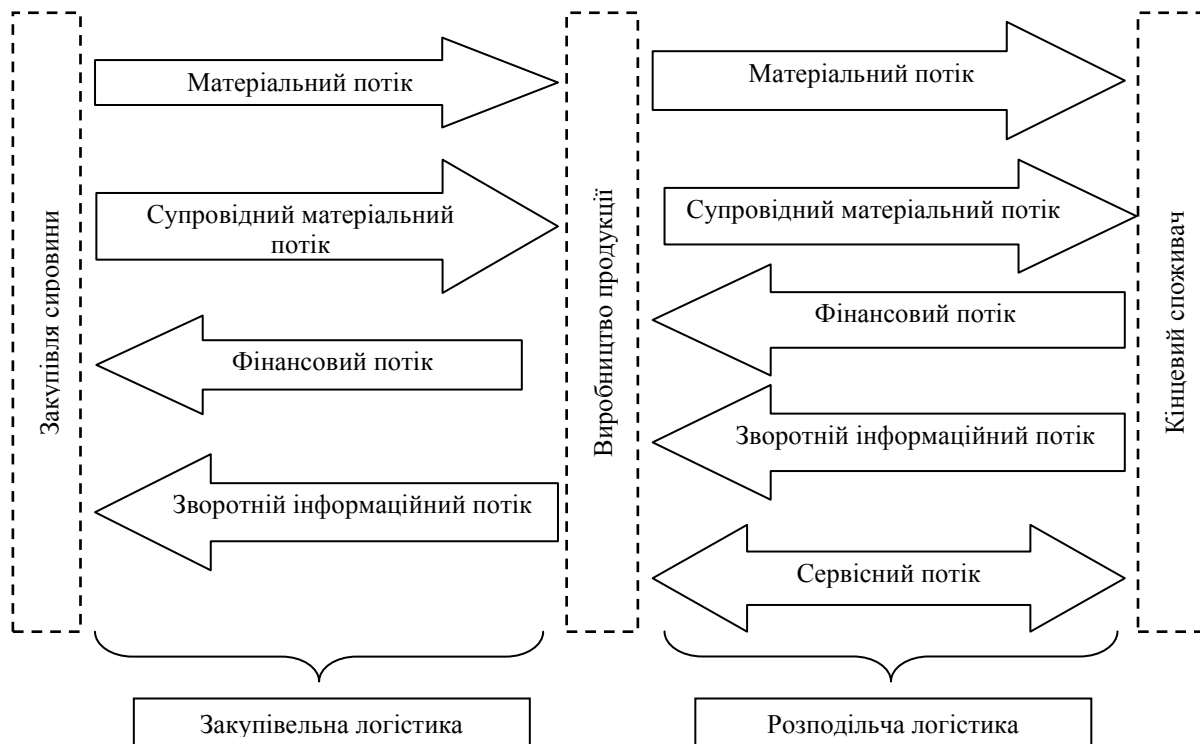 Закупівля сировини
Матеріальний потік
Супровідний матеріальний
потік
Фінансовий потік
Зворотній інформаційний потік
Виробництво продукції
Матеріальний потік
Супровідний матеріальний потік
Фінансовий потік
Зворотній інформаційний потік
Сервісний потік
Кінцевий споживач
Закупівельна логістика
Розподільча логістика